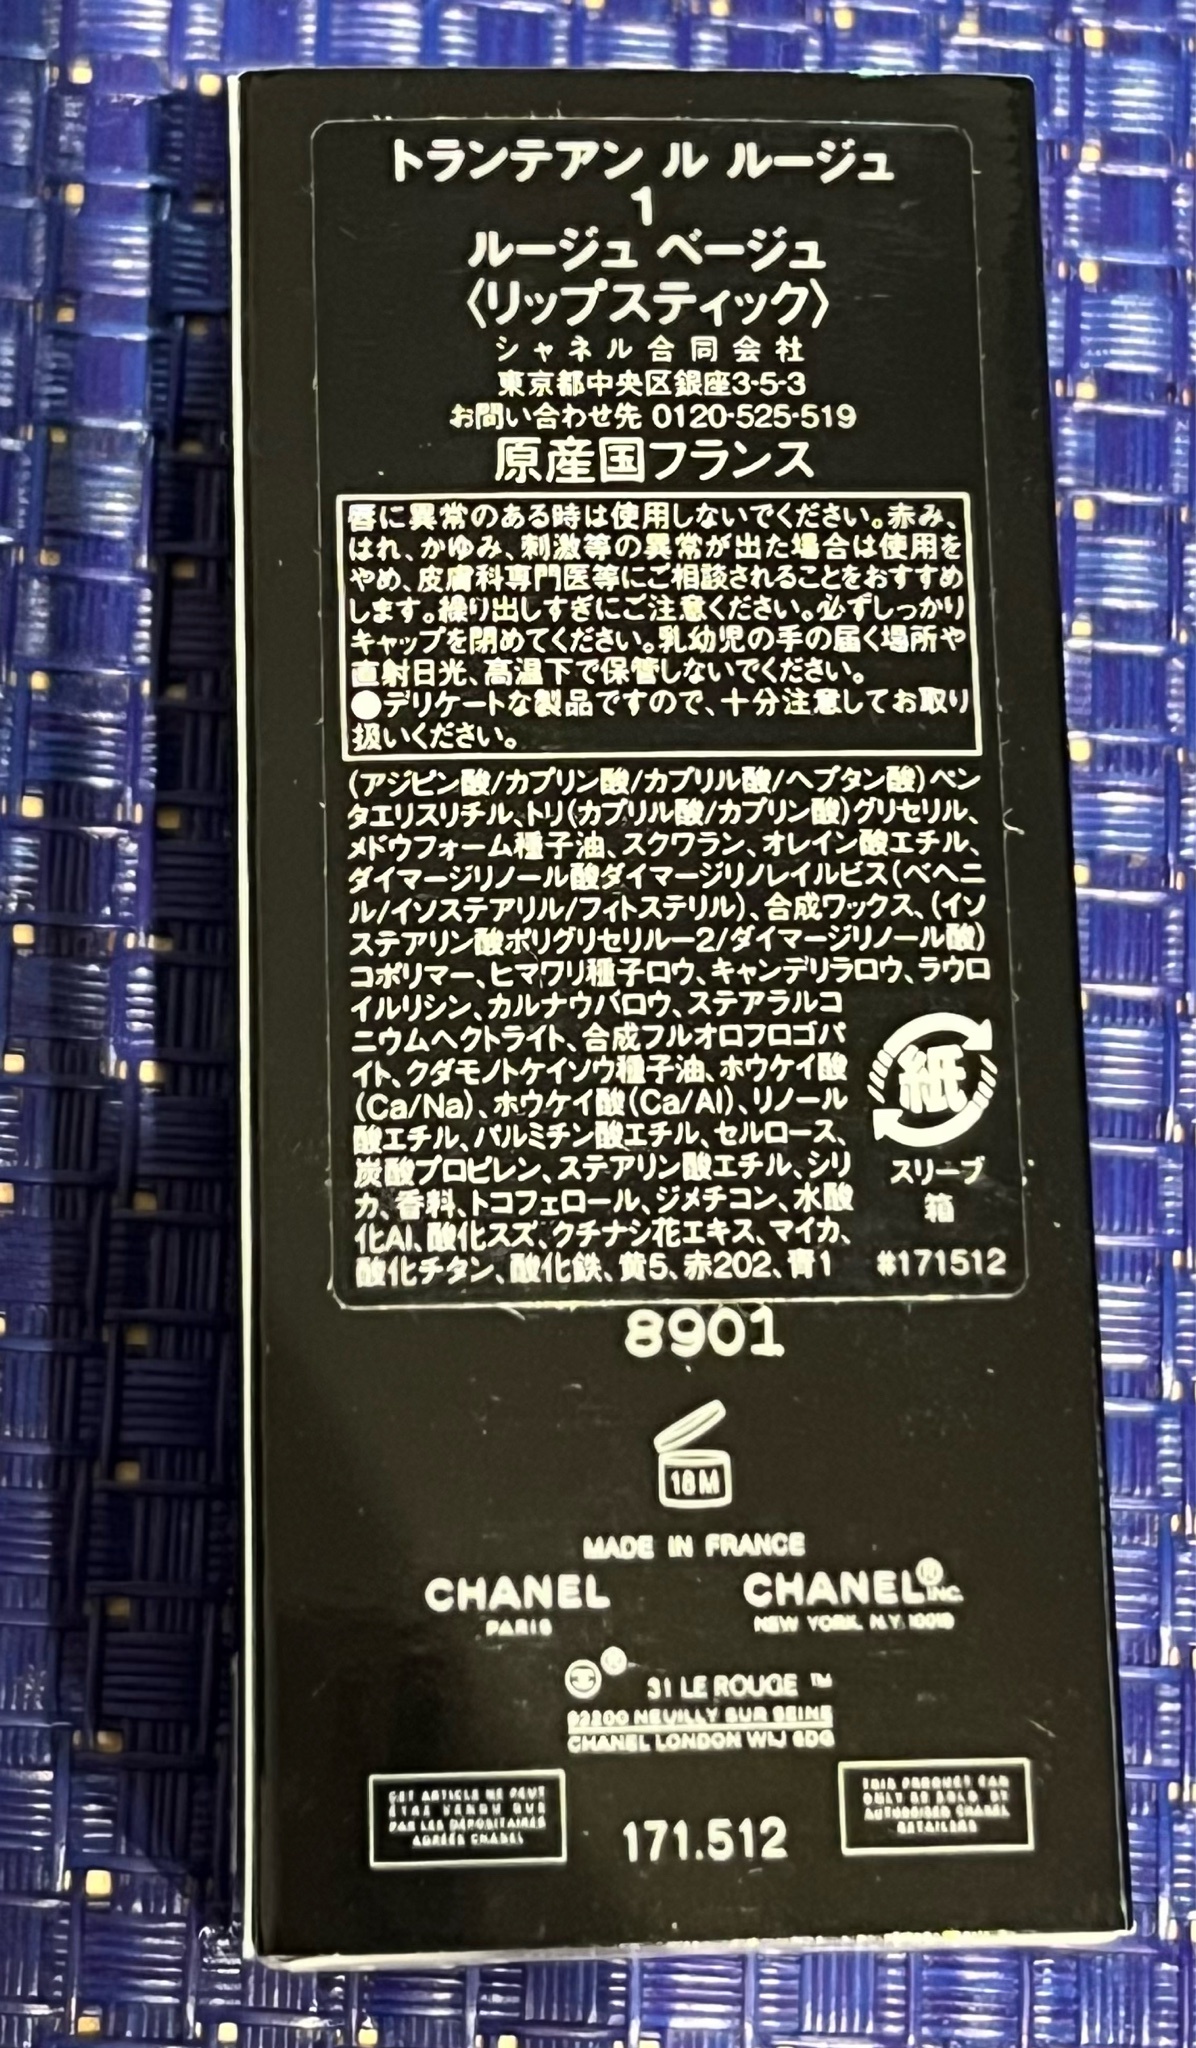 トランテアン ル ルージュ
1
ルージュ ベージュ
〈リップスティック〉
シャネル合同会社
東京都中央区銀座3-5-3
お問い合わせ先 0120-525-519
原産国フランス
唇に異常のある時は使用しないでください。赤み、
はれ、かゆみ、刺激等の異常が出た場合は使用を
やめ、皮膚科専門医等にご相談されることをおすすめ
します。繰り出しすぎにご注意ください。必ずしっかり
キャップを閉めてください。乳幼児の手の届く場所や
直射日光、高温下で保管しないでください。
●デリケートな製品ですので、十分注意してお取り
扱いください。
(アジピン酸/カプリン酸/カプリル酸/ヘプタン酸)ペン
タエリスリチル、トリ(カプリル酸/カプリン酸)グリセリル、
メドウフォーム種子油、スクワラン、オレイン酸エチル、
ダイマージリノール酸ダイマージリノレイルビス(ベヘニ
ル/イソステアリル/フィトステリル)、合成ワックス、(イソ
ステアリン酸ポリグリセリルー2/ダイマージリノール酸)
コポリマー、ヒマワリ種子ロウ、キャンデリラロウ、ラウロ
イルリシン、カルナウバロウ、ステアラルコ
ニウムヘクトライト、合成フルオロフロゴパ
イト、クダモノトケイソウ種子油、ホウケイ酸
(Ca/Na)、ホウケイ酸(Ca/Al)、リノール
酸エチル、パルミチン酸エチル、セルロース、
炭酸プロピレン、ステアリン酸エチル、シリ
カ、香料、トコフェロール、ジメチコン、水酸
化Al、酸化スズ、クチナシ花エキス、マイカ、
酸化チタン、酸化鉄、黄5、赤202、青1
紙
スリーブ
箱
#171512
8901
18M
MADE IN FRANCE
CHANEL
PARIS
CHANEL® INC.
NEW YORK, N.Y. 10019
® 31 LE ROUGE ™
92200 NEUILLY SUR SEINE
CHANEL LONDON W1J 6DG
CET ARTICLE NE PEUT
ETRE VENDU QUE
PAR LES DEPOSITAIRES
AGREES CHANEL
171.512
THIS PRODUCT CAN
ONLY BE SOLD BY
AUTHORISED CHANEL
RETAILERS